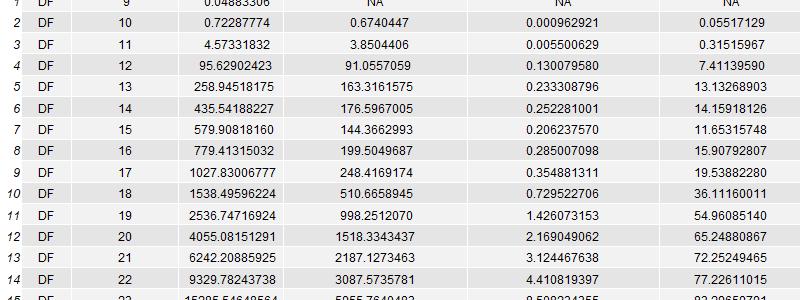 1 DF 9 0.04883306 NA NA NA
2 DF 10 0.72287774 0.6740447 0.000962921 0.05517129
3 DF 11 4.57331832 3.8504406 0.005500629 0.31515967
4 DF 12 95.62902423 91.0557059 0.130079580 7.41139590
5 DF 13 258.94518175 163.3161575 0.233308796 13.13268903
6 DF 14 435.54188227 176.5967005 0.252281001 14.15918126
7 DF 15 579.90818160 144.3662993 0.206237570 11.65315748
8 DF 16 779.41315032 199.5049687 0.285007098 15.90792807
9 DF 17 1027.83006777 248.4169174 0.354881311 19.53882280
10 DF 18 1538.49596224 510.6658945 0.729522706 36.11160011
11 DF 19 2536.74716924 998.2512070 1.426073153 54.96085140
12 DF 20 4055.08151291 1518.3343437 2.169049062 65.24880867
13 DF 21 6242.20885925 2187.1273463 3.124467638 72.25249465
14 DF 22 9329.78243738 3087.5735781 4.410819397 77.22611015
15 DF 23